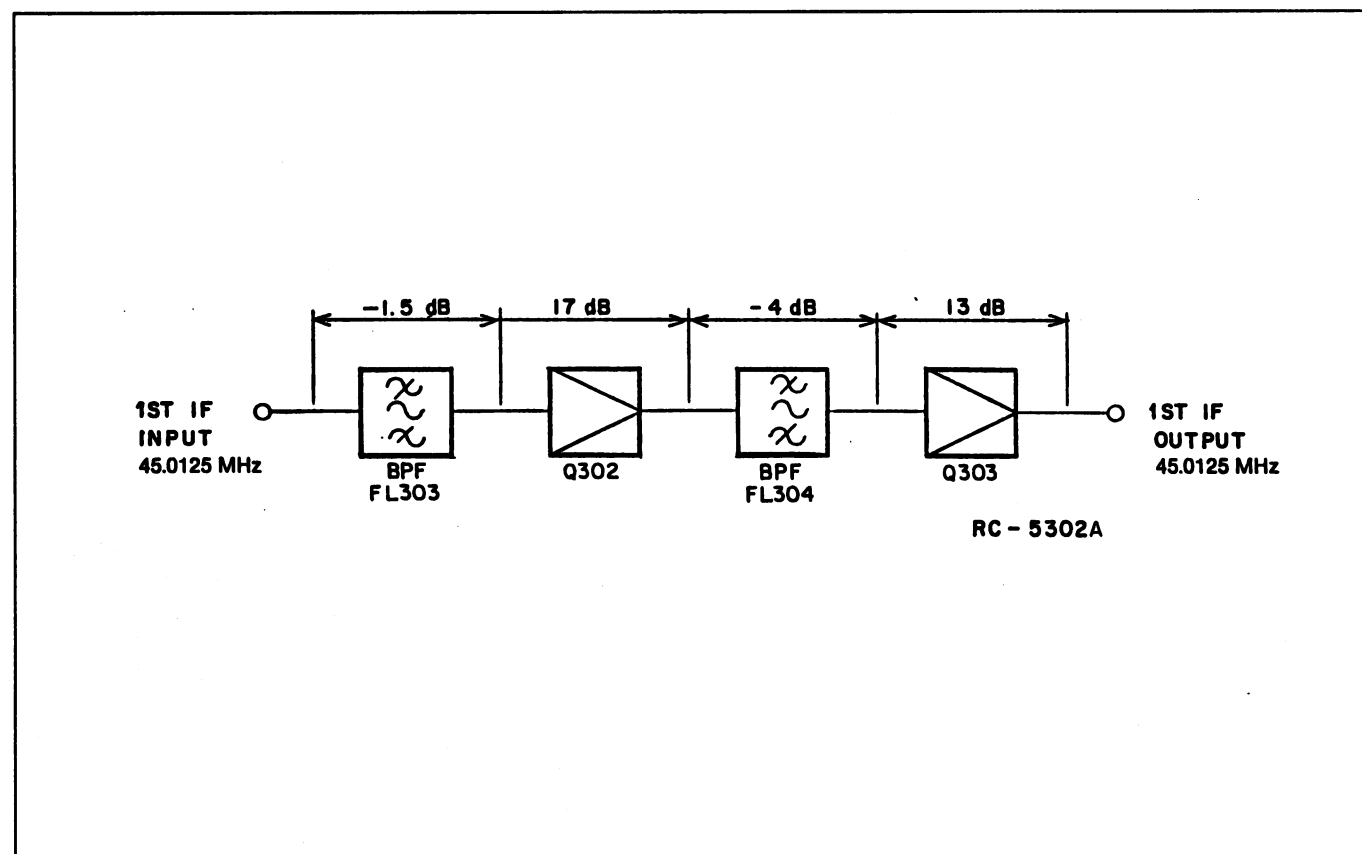 -1.5 dB
17 dB
-4 dB
13 dB
1ST IF
INPUT
45.0125 MHz
BPF
FL303
Q302
BPF
FL304
Q303
1ST IF
OUTPUT
45.0125 MHz
RC-5302A